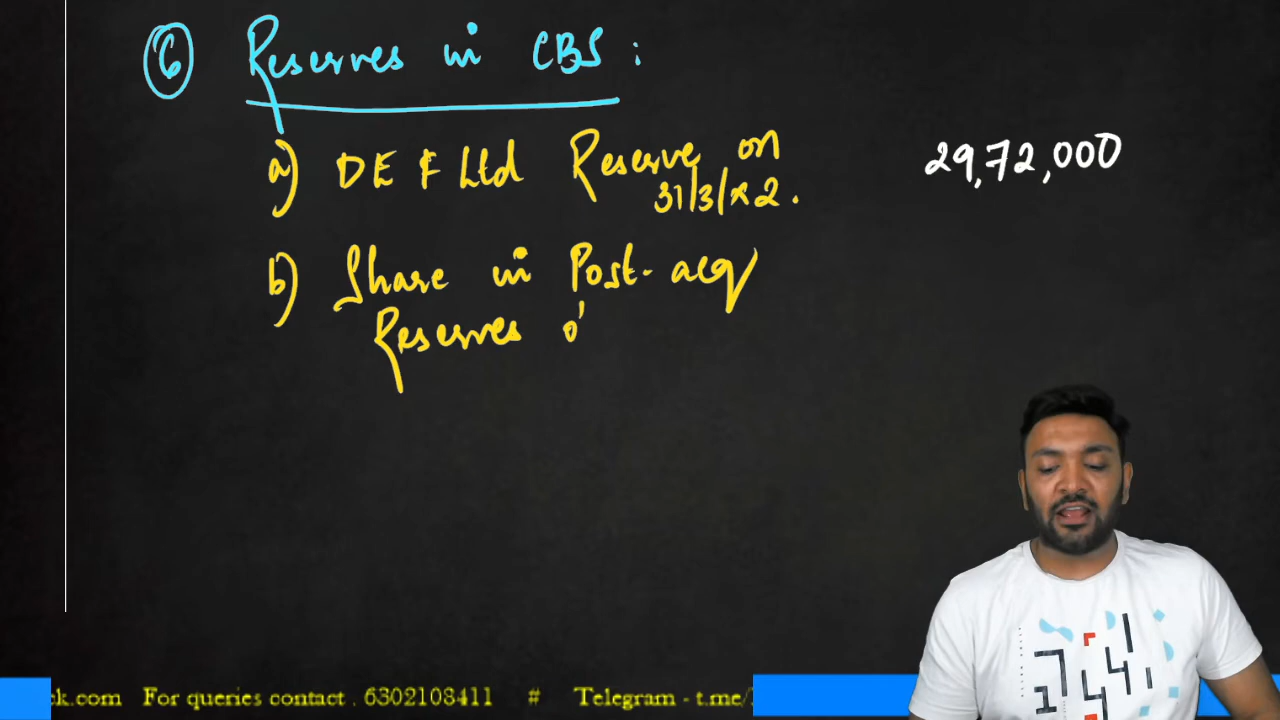 6 Reserves in CBS :
a) DEF Ltd Reserve on 29,72,000
31/3/x2.
b) Share in Post-acq
Reserves o
ck.com For queries contact . 6302108411 # Telegram - t.me/